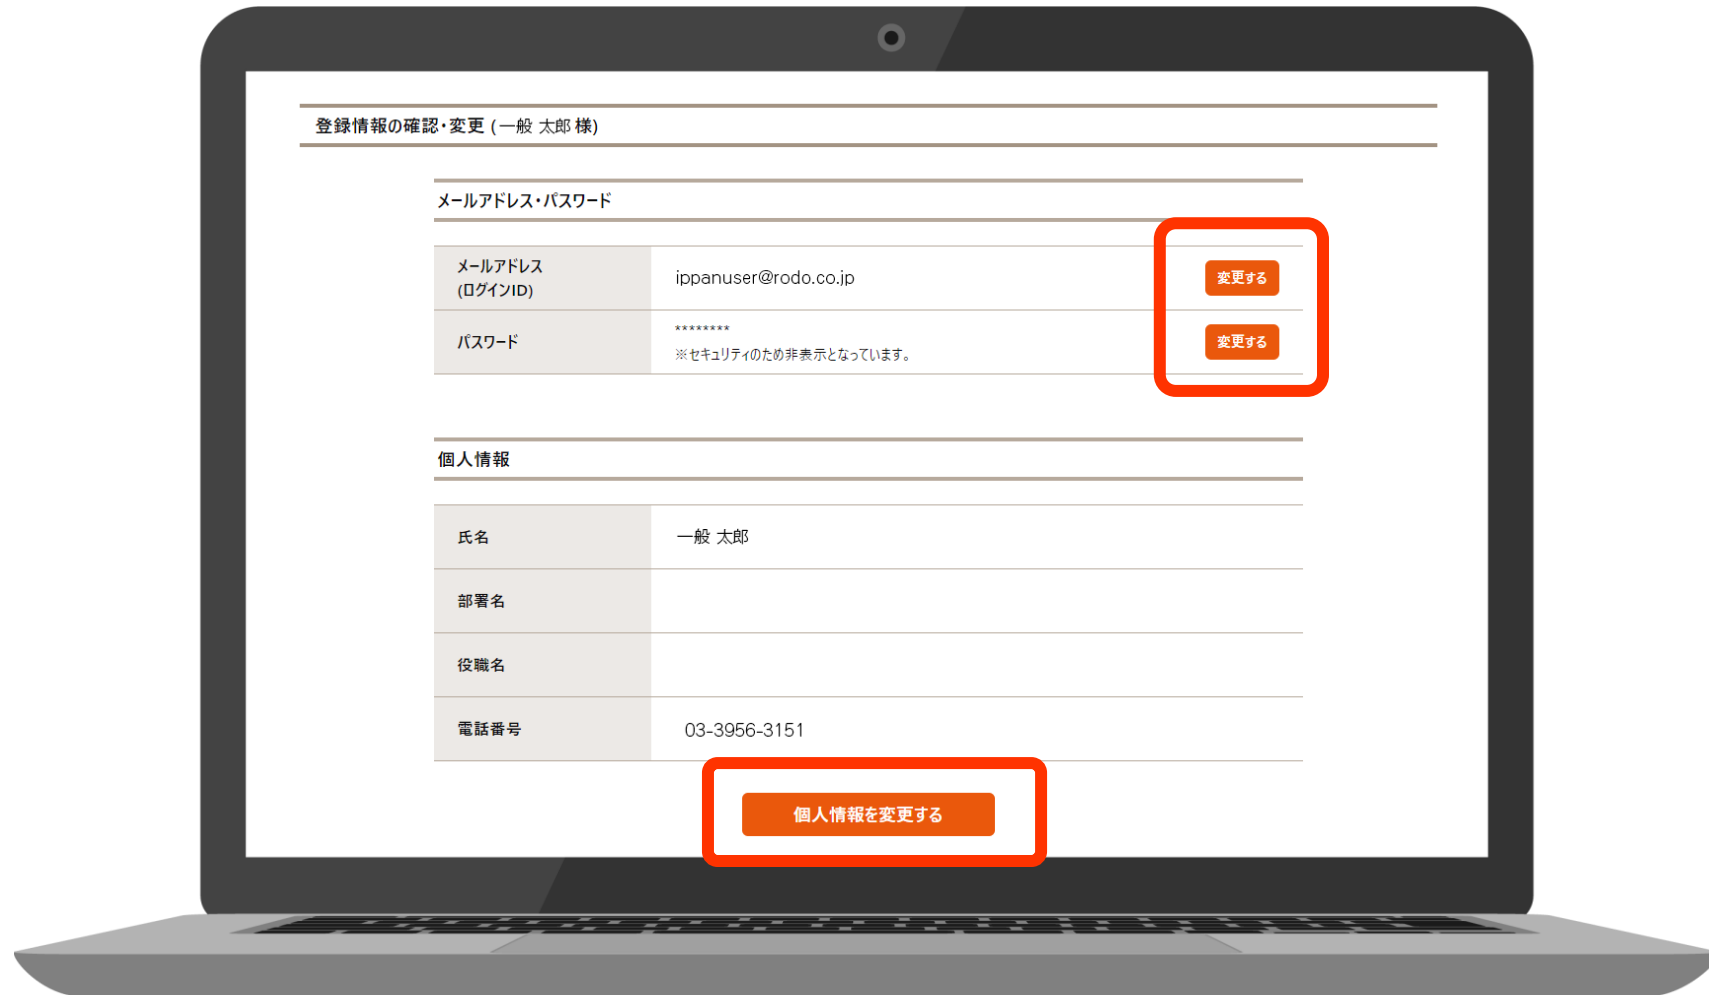 登録情報の確認・変更 (一般 太郎 様)
メールアドレス・パスワード
メールアドレス
(ログインID)
ippanuser@rodo.co.jp
変更する
パスワード
********
※セキュリティのため非表示となっています。
変更する
個人情報
氏名
一般 太郎
部署名
役職名
電話番号
03-3956-3151
個人情報を変更する